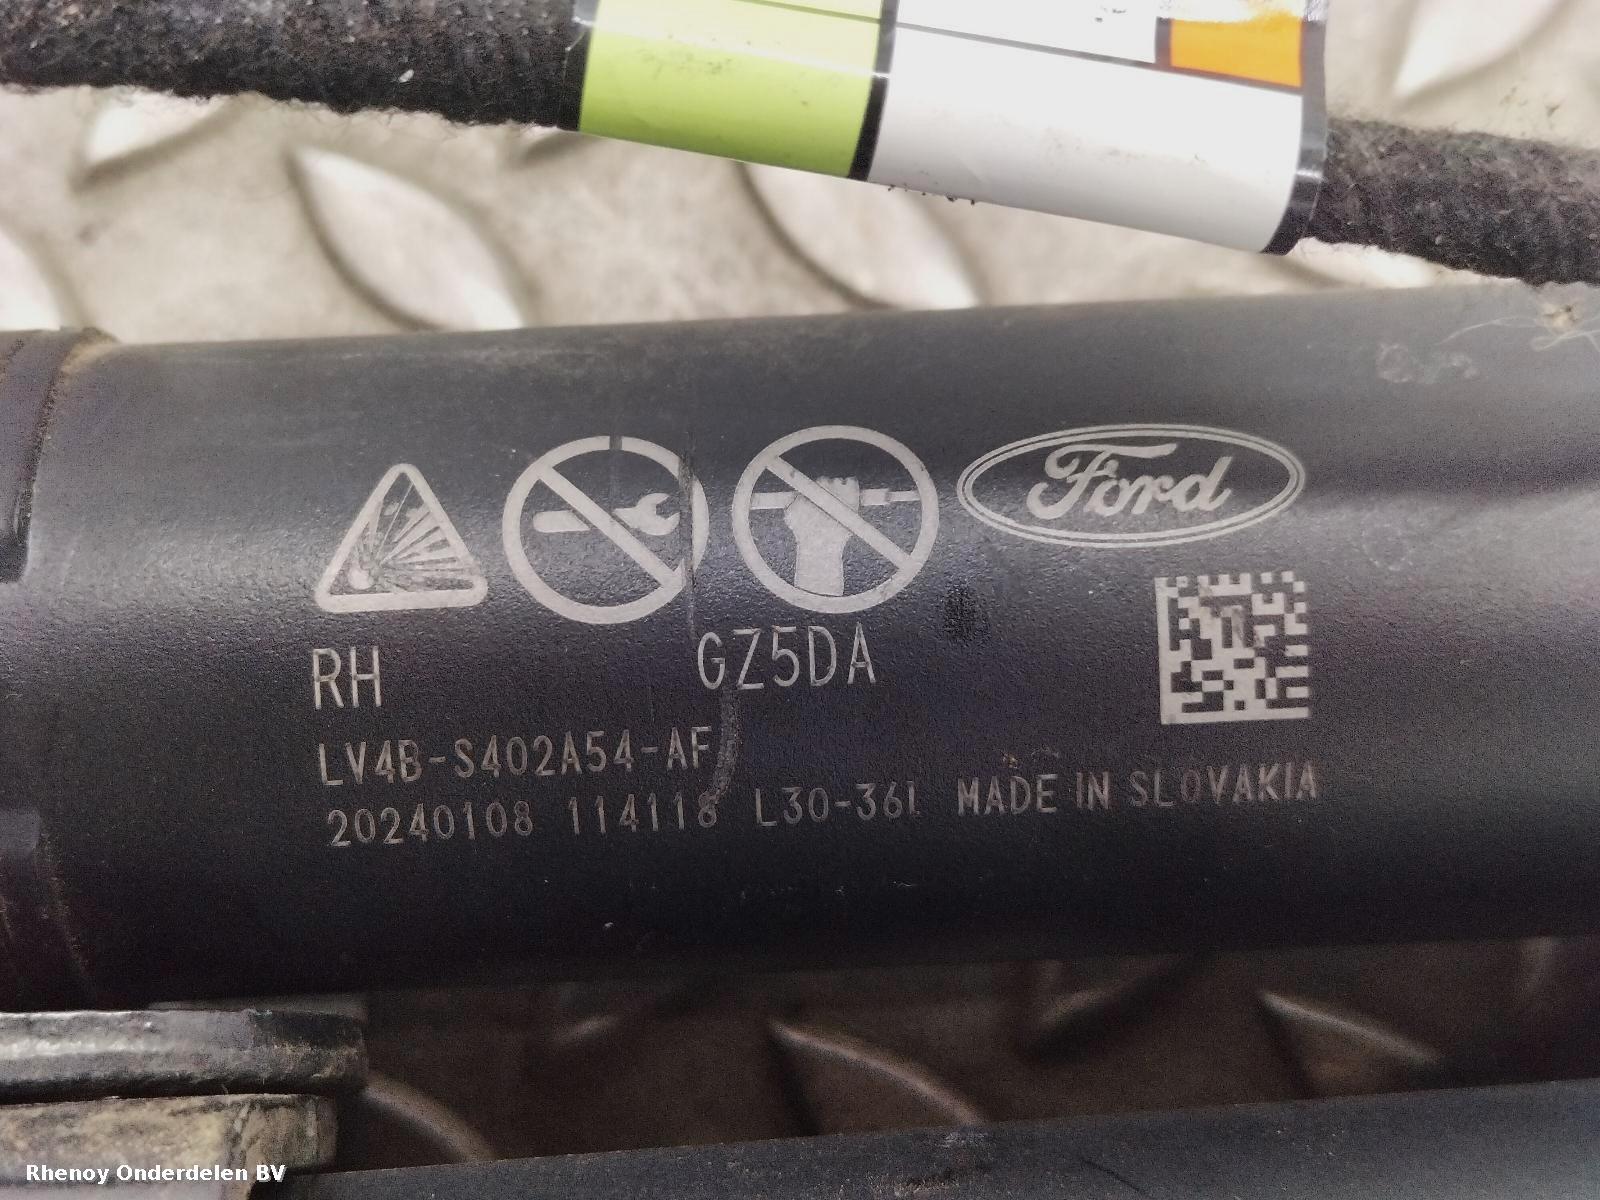 Ford
RH GZ5DA
LV4B-S402A54-AF
20240108 114118 L30-36L MADE IN SLOVAKIA
Rhenoy Onderdelen BV